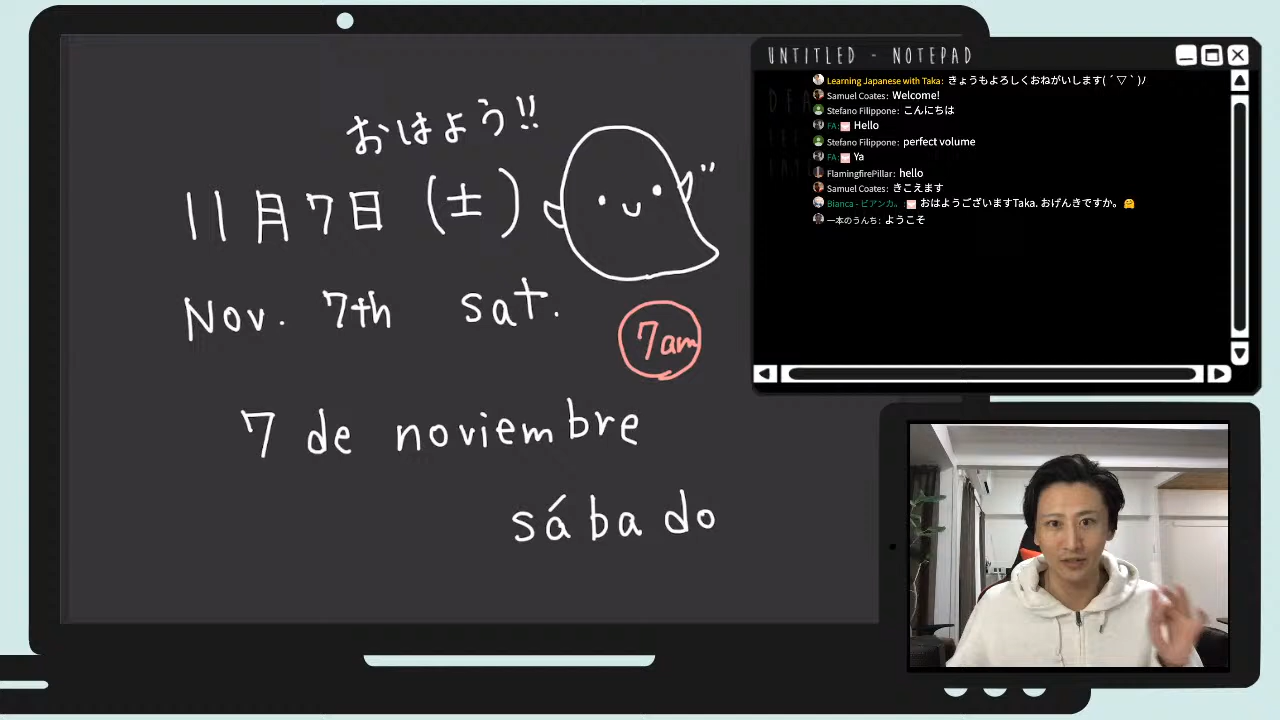 おはよう!!
11月7日 (土)
Nov. 7th sat.
7am
7 de noviembre
sábado
UNTITLED - NOTEPAD
Learning Japanese with Taka: きょうもよろしくおねがいします( ´ ▽ ` )ﾉ
Samuel Coates: Welcome!
Stefano Filippone: こんにちは
FA: Hello
Stefano Filippone: perfect volume
FA: Ya
FlamingfirePillar: hello
Samuel Coates: きこえます
Bianca - ビアンカ。: おはようございますTaka. おげんきですか。🤗
一本のうんち: ようこそ